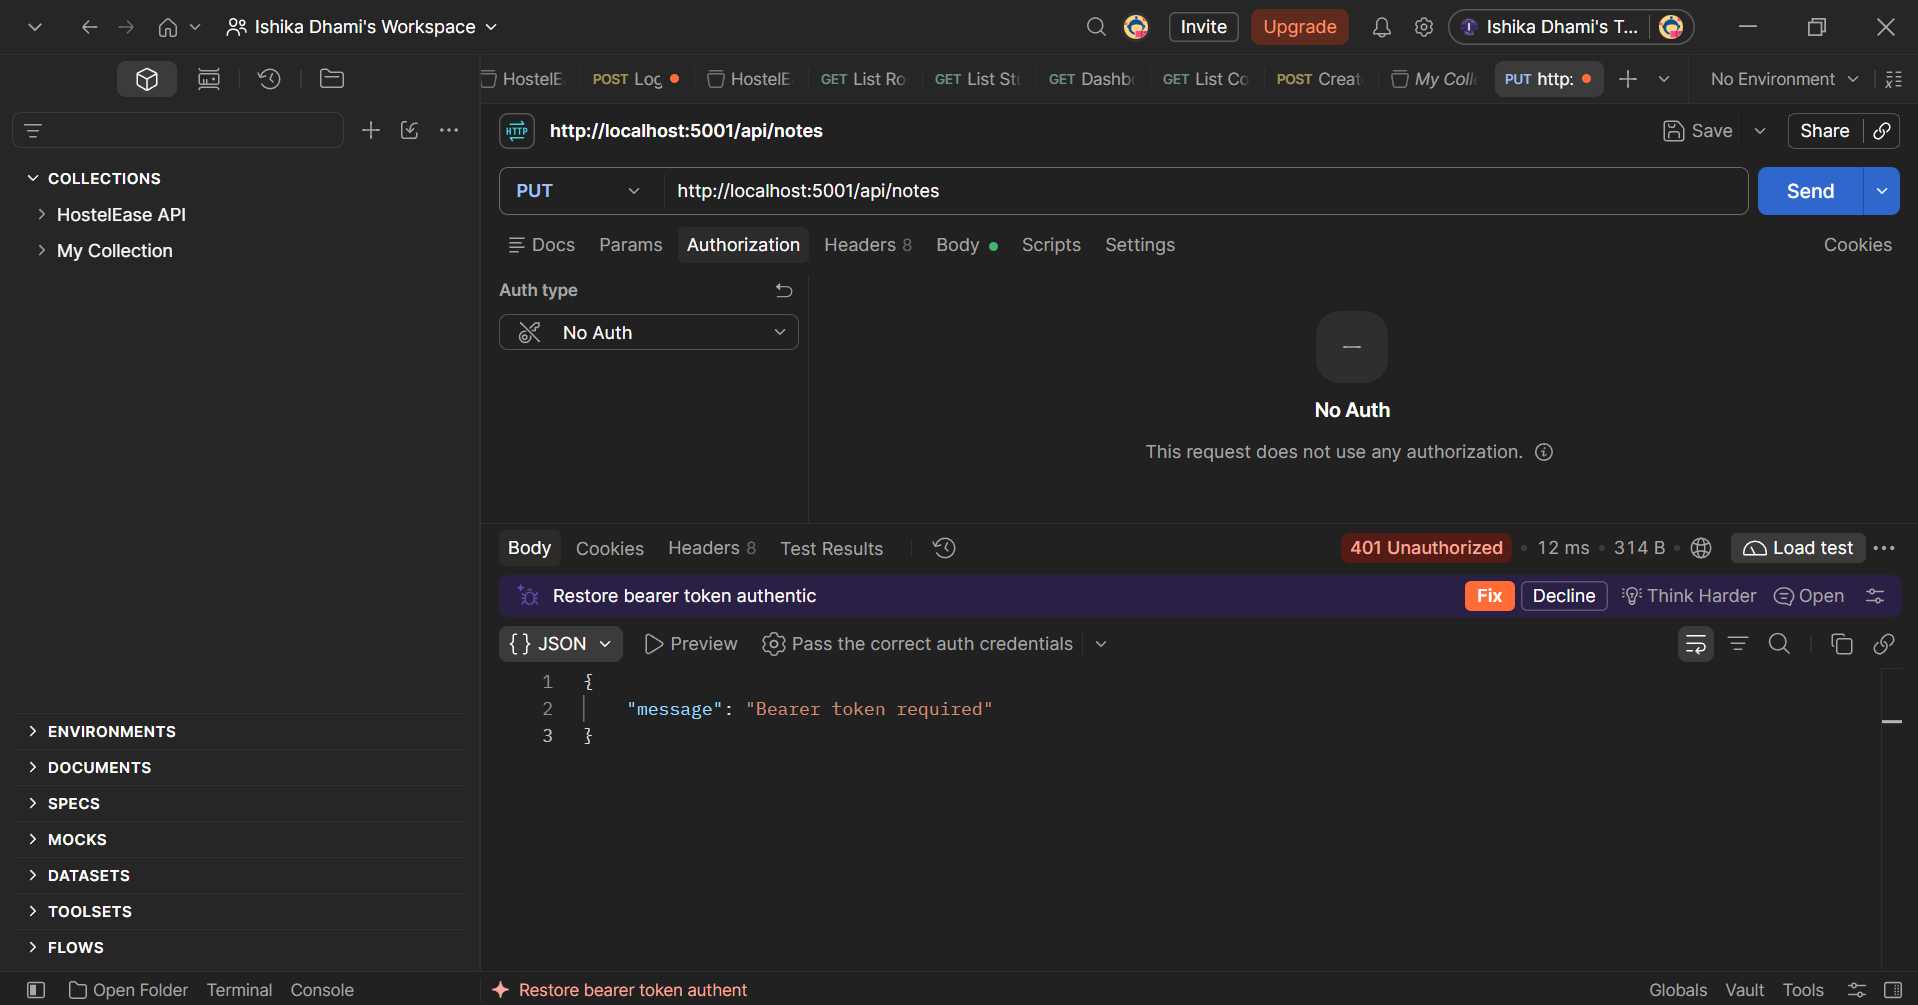 Ishika Dhami's Workspace
Invite
Upgrade
Ishika Dhami's T...
HostelE
POST Log
HostelE
GET List Ro
GET List Stu
GET Dashb
GET List Co
POST Creat
My Coll
PUT http:
No Environment
HTTP
http://localhost:5001/api/notes
Save
Share
COLLECTIONS
HostelEase API
My Collection
PUT
http://localhost:5001/api/notes
Send
Docs
Params
Authorization
Headers 8
Body
Scripts
Settings
Cookies
Auth type
No Auth
No Auth
This request does not use any authorization.
Body
Cookies
Headers 8
Test Results
401 Unauthorized
12 ms
314 B
Load test
Restore bearer token authentic
Fix
Decline
Think Harder
Open
{} JSON
Preview
Pass the correct auth credentials
1 {
2 "message": "Bearer token required"
3 }
ENVIRONMENTS
DOCUMENTS
SPECS
MOCKS
DATASETS
TOOLSETS
FLOWS
Open Folder
Terminal
Console
Restore bearer token authent
Globals
Vault
Tools